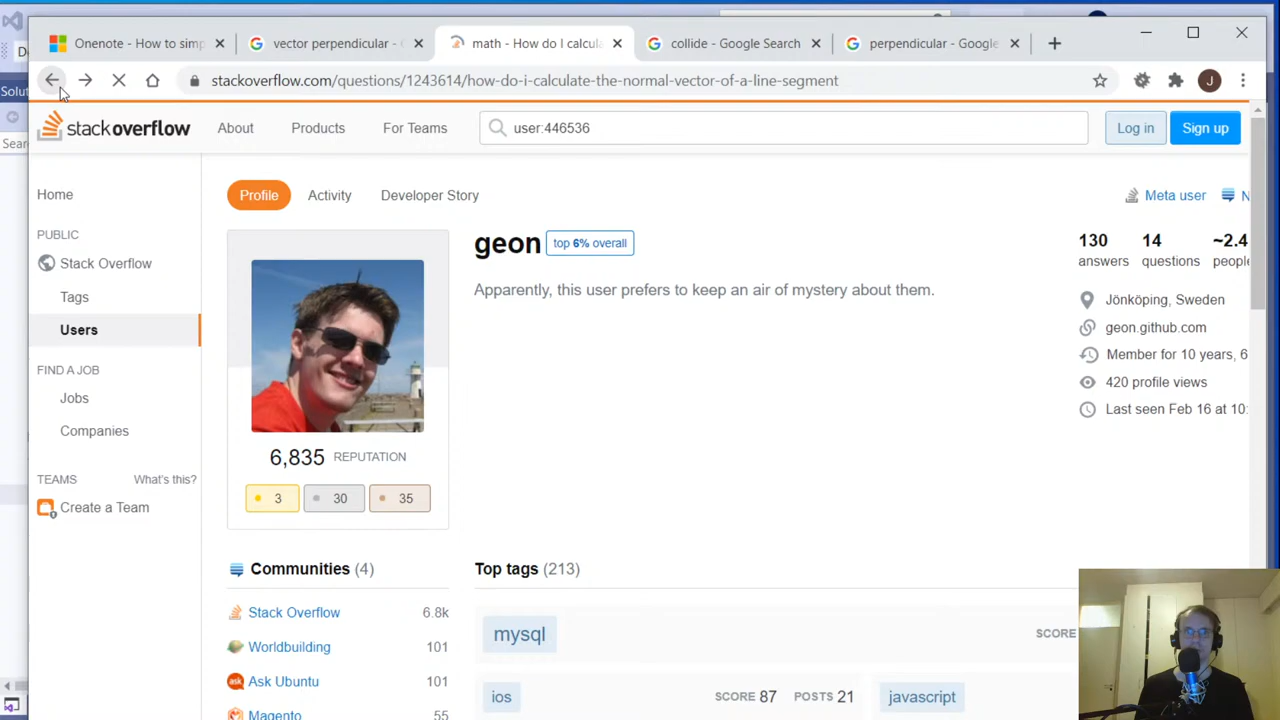 Onenote - How to simp
vector perpendicular - G
math - How do I calcula
collide - Google Search
perpendicular - Google
stackoverflow.com/questions/1243614/how-do-i-calculate-the-normal-vector-of-a-line-segment
J
Solut
Sear
stackoverflow
About
Products
For Teams
user:446536
Log in
Sign up
Home
PUBLIC
Stack Overflow
Tags
Users
FIND A JOB
Jobs
Companies
TEAMS
What's this?
Create a Team
Profile
Activity
Developer Story
Meta user
N
geon
top 6% overall
Apparently, this user prefers to keep an air of mystery about them.
130
14
~2.4
answers
questions
people
Jönköping, Sweden
geon.github.com
Member for 10 years, 6
420 profile views
Last seen Feb 16 at 10:
6,835 REPUTATION
3
30
35
Communities (4)
Stack Overflow 6.8k
Worldbuilding 101
Ask Ubuntu 101
Magento 55
Top tags (213)
mysql
SCORE
ios
SCORE 87 POSTS 21
javascript